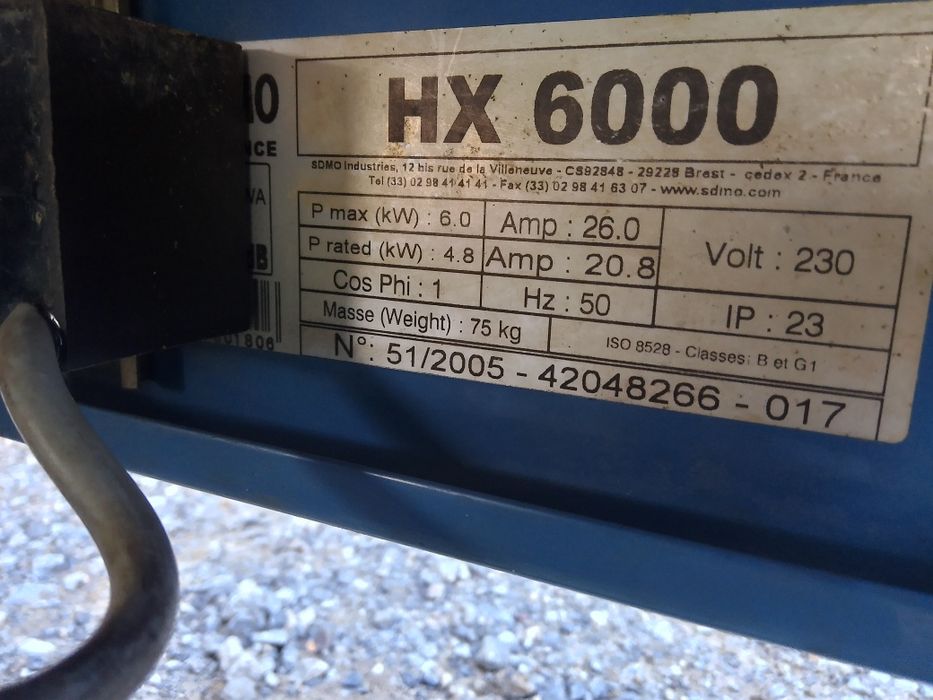 HX 6000
SDMO Industries, 12 bis rue de la Villeneuve - CS92848 - 29228 Brest - cedex 2 - France
Tel (33) 02 98 41 41 41 - Fax (33) 02 98 41 63 07 - www.sdmo.com
P max (kW) : 6.0 Amp : 26.0 Volt : 230
P rated (kW) : 4.8 Amp : 20.8
Cos Phi : 1 Hz : 50 IP : 23
Masse (Weight) : 75 kg ISO 8528 - Classes: B et G1
N°: 51/2005 - 42048266 - 017